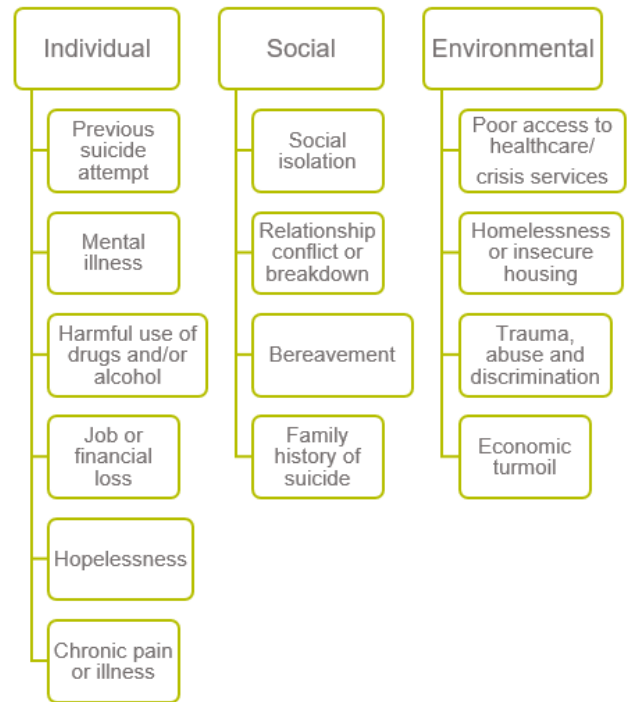 Individual
Previous
suicide
attempt
Mental
illness
Harmful use of
drugs and/or
alcohol
Job or
financial
loss
Hopelessness
Chronic pain
or illness
Social
Social
isolation
Relationship
conflict or
breakdown
Bereavement
Family
history of
suicide
Environmental
Poor access to
healthcare/
crisis services
Homelessness
or insecure
housing
Trauma,
abuse and
discrimination
Economic
turmoil